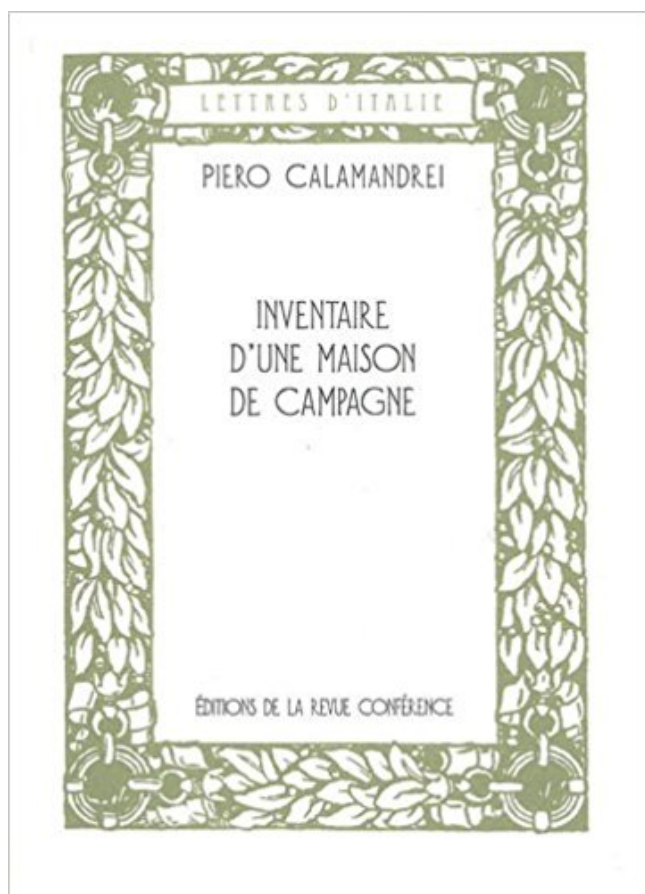 LETTRES D'ITALIE
PIERO CALAMANDREI
INVENTAIRE
D'UNE MAISON
DE CAMPAGNE
ÉDITIONS DE LA REVUE CONFÉRENCE